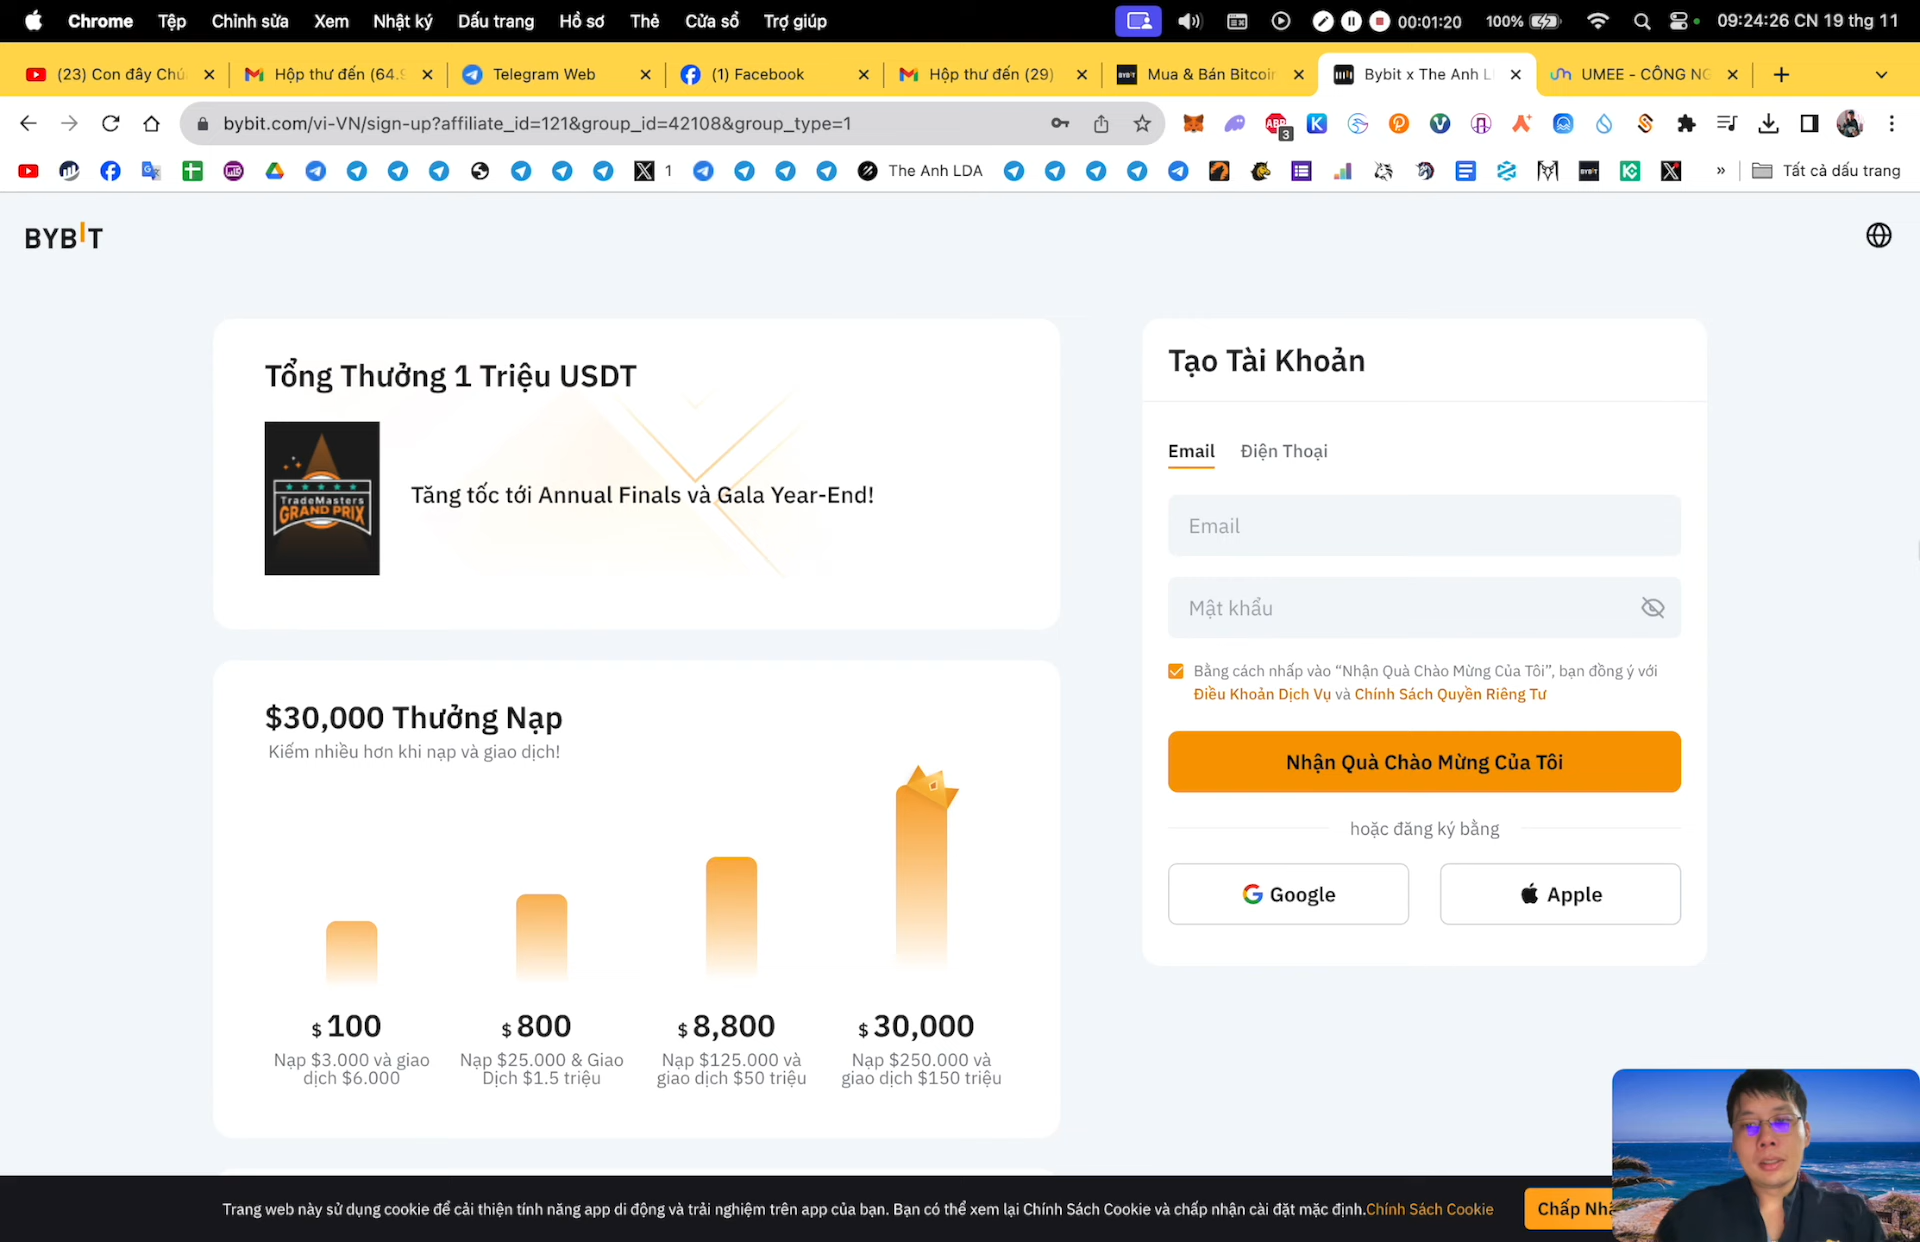 Chrome Tệp Chỉnh sửa Xem Nhật ký Dấu trang Hồ sơ Thẻ Cửa sổ Trợ giúp 00:01:20 100% 09:24:26 CN 19 thg 11
(23) Con đây Chú Hộp thư đến (64.9 Telegram Web (1) Facebook Hộp thư đến (29) Mua & Bán Bitcoin Bybit x The Anh L UMEE - CÔNG NG
bybit.com/vi-VN/sign-up?affiliate_id=121&group_id=42108&group_type=1
1 The Anh LDA Tất cả dấu trang
BYBIT
Tổng Thưởng 1 Triệu USDT
TradeMasters
GRAND PRIX
Tăng tốc tới Annual Finals và Gala Year-End!
$30,000 Thưởng Nạp
Kiếm nhiều hơn khi nạp và giao dịch!
$ 100 $ 800 $ 8,800 $ 30,000
Nạp $3.000 và giao Nạp $25.000 & Giao Nạp $125.000 và Nạp $250.000 và
dịch $6.000 Dịch $1.5 triệu giao dịch $50 triệu giao dịch $150 triệu
Tạo Tài Khoản
Email Điện Thoại
Email
Mật khẩu
Bằng cách nhấp vào “Nhận Quà Chào Mừng Của Tôi”, bạn đồng ý với
Điều Khoản Dịch Vụ và Chính Sách Quyền Riêng Tư
Nhận Quà Chào Mừng Của Tôi
hoặc đăng ký bằng
Google Apple
Trang web này sử dụng cookie để cải thiện tính năng app di động và trải nghiệm trên app của bạn. Bạn có thể xem lại Chính Sách Cookie và chấp nhận cài đặt mặc định.Chính Sách Cookie Chấp Nhậ